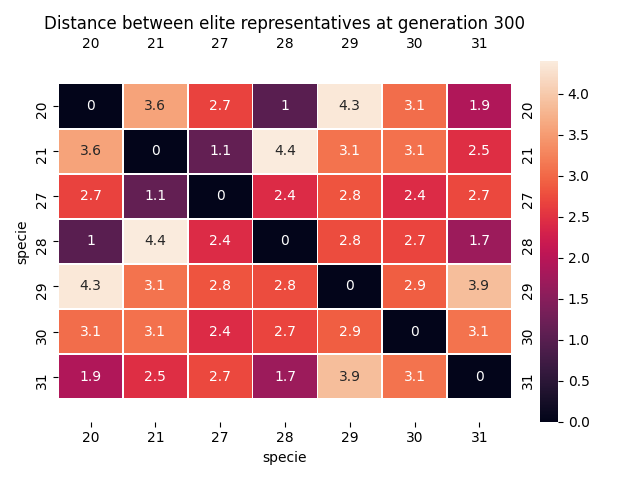 Distance between elite representatives at generation 300
20 21 27 28 29 30 31
20 0 3.6 2.7 1 4.3 3.1 1.9 20
21 3.6 0 1.1 4.4 3.1 3.1 2.5 21
27 2.7 1.1 0 2.4 2.8 2.4 2.7 27
28 1 4.4 2.4 0 2.8 2.7 1.7 28
29 4.3 3.1 2.8 2.8 0 2.9 3.9 29
30 3.1 3.1 2.4 2.7 2.9 0 3.1 30
31 1.9 2.5 2.7 1.7 3.9 3.1 0 31
20 21 27 28 29 30 31
specie
specie
4.0
3.5
3.0
2.5
2.0
1.5
1.0
0.5
0.0